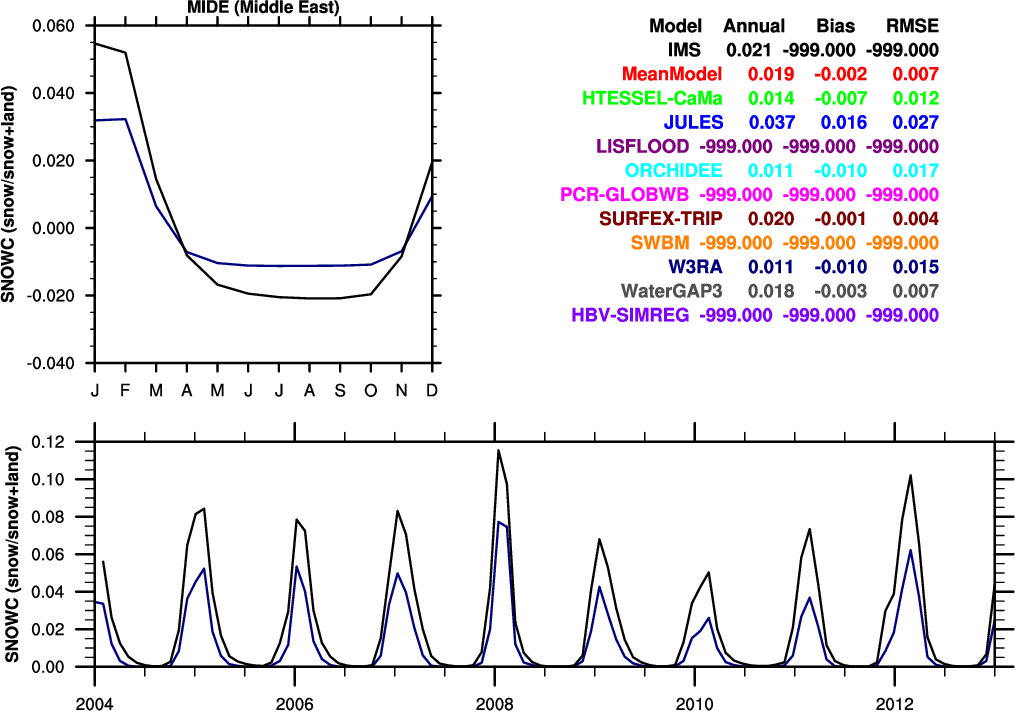 MIDE (Middle East)
SNOWC (snow/snow+land)
0.060
0.040
0.020
0.000
-0.020
-0.040
J F M A M J J A S O N D
Model Annual Bias RMSE
IMS 0.021 -999.000 -999.000
MeanModel 0.019 -0.002 0.007
HTESSEL-CaMa 0.014 -0.007 0.012
JULES 0.037 0.016 0.027
LISFLOOD -999.000 -999.000 -999.000
ORCHIDEE 0.011 -0.010 0.017
PCR-GLOBWB -999.000 -999.000 -999.000
SURFEX-TRIP 0.020 -0.001 0.004
SWBM -999.000 -999.000 -999.000
W3RA 0.011 -0.010 0.015
WaterGAP3 0.018 -0.003 0.007
HBV-SIMREG -999.000 -999.000 -999.000
SNOWC (snow/snow+land)
0.12
0.10
0.08
0.06
0.04
0.02
0.00
2004 2006 2008 2010 2012